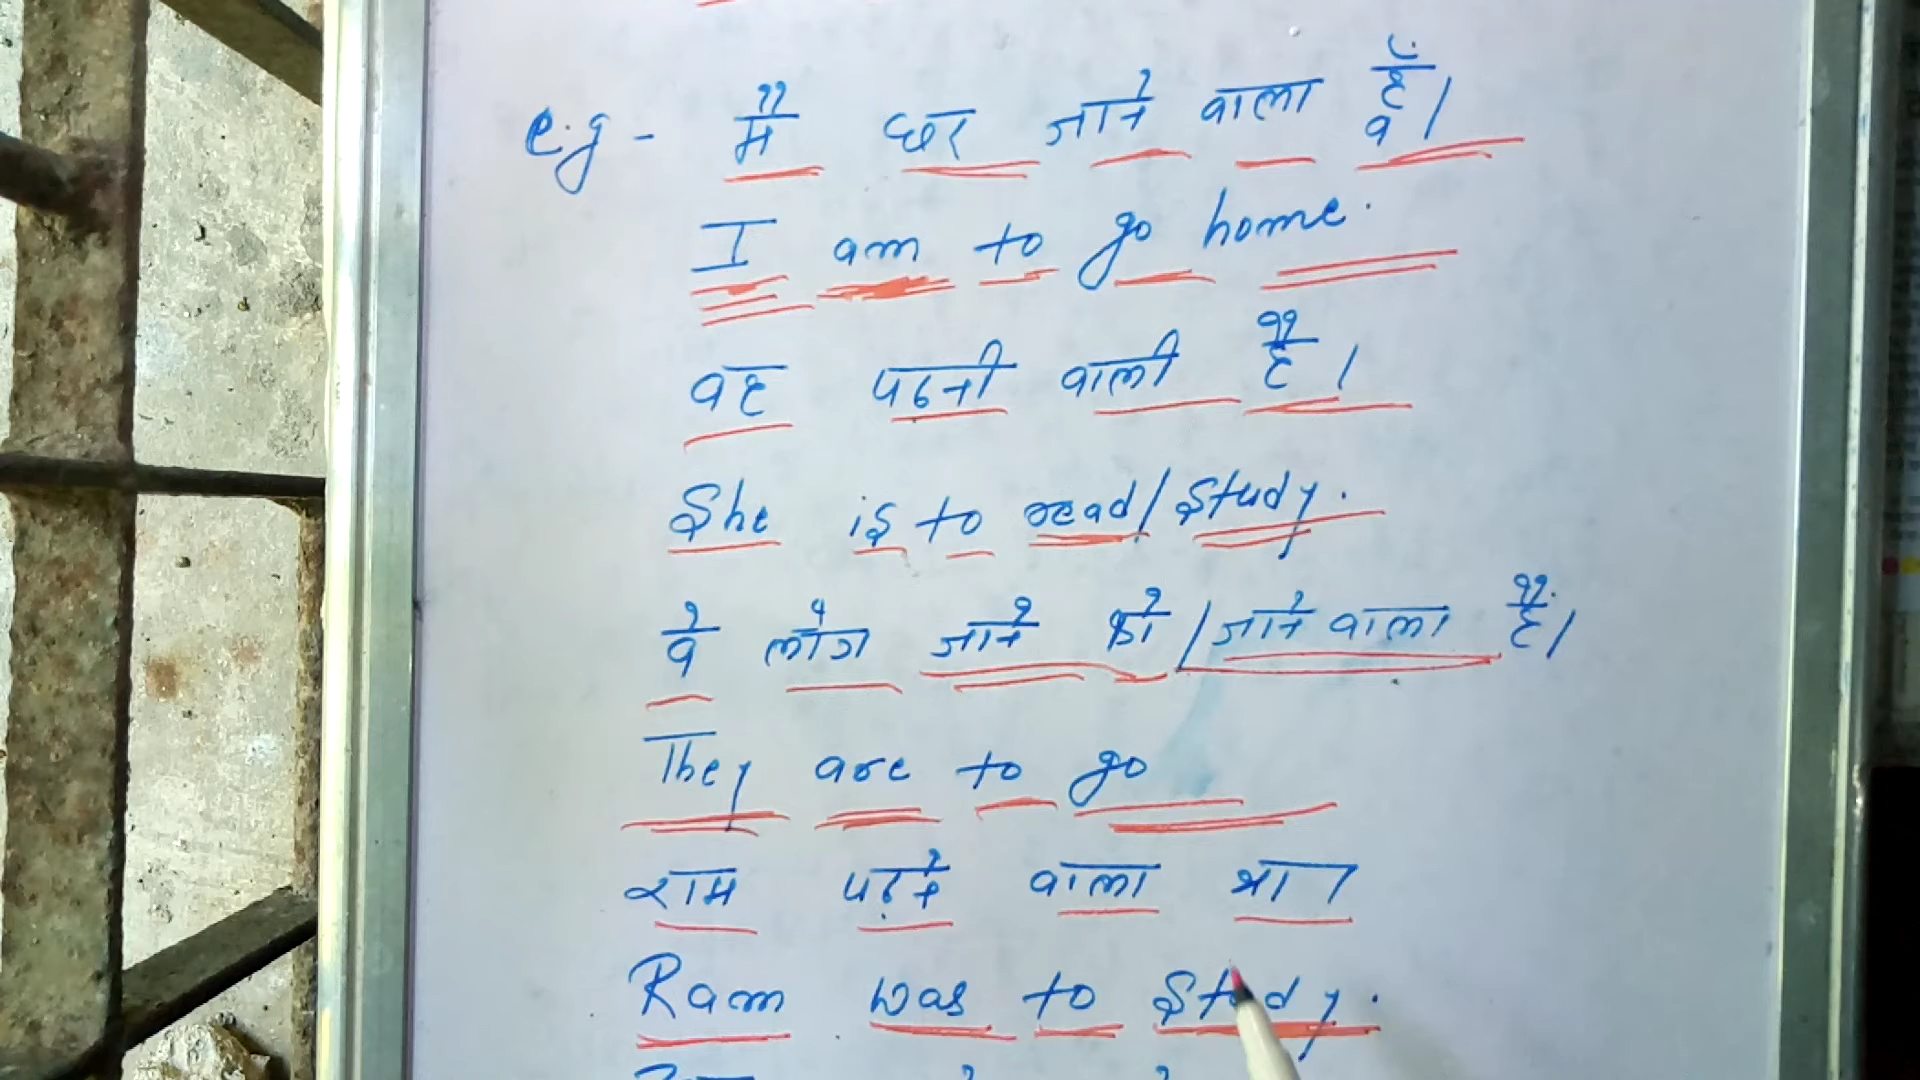 e.g - मैं घर जाने वाला हूँ।
I am to go home.
वह पढनी वाली है।
She is to read/study.
वे लोग जाने को/जाने वाला हैं।
They are to go
राम पढ़ने वाला था।
Ram was to study.